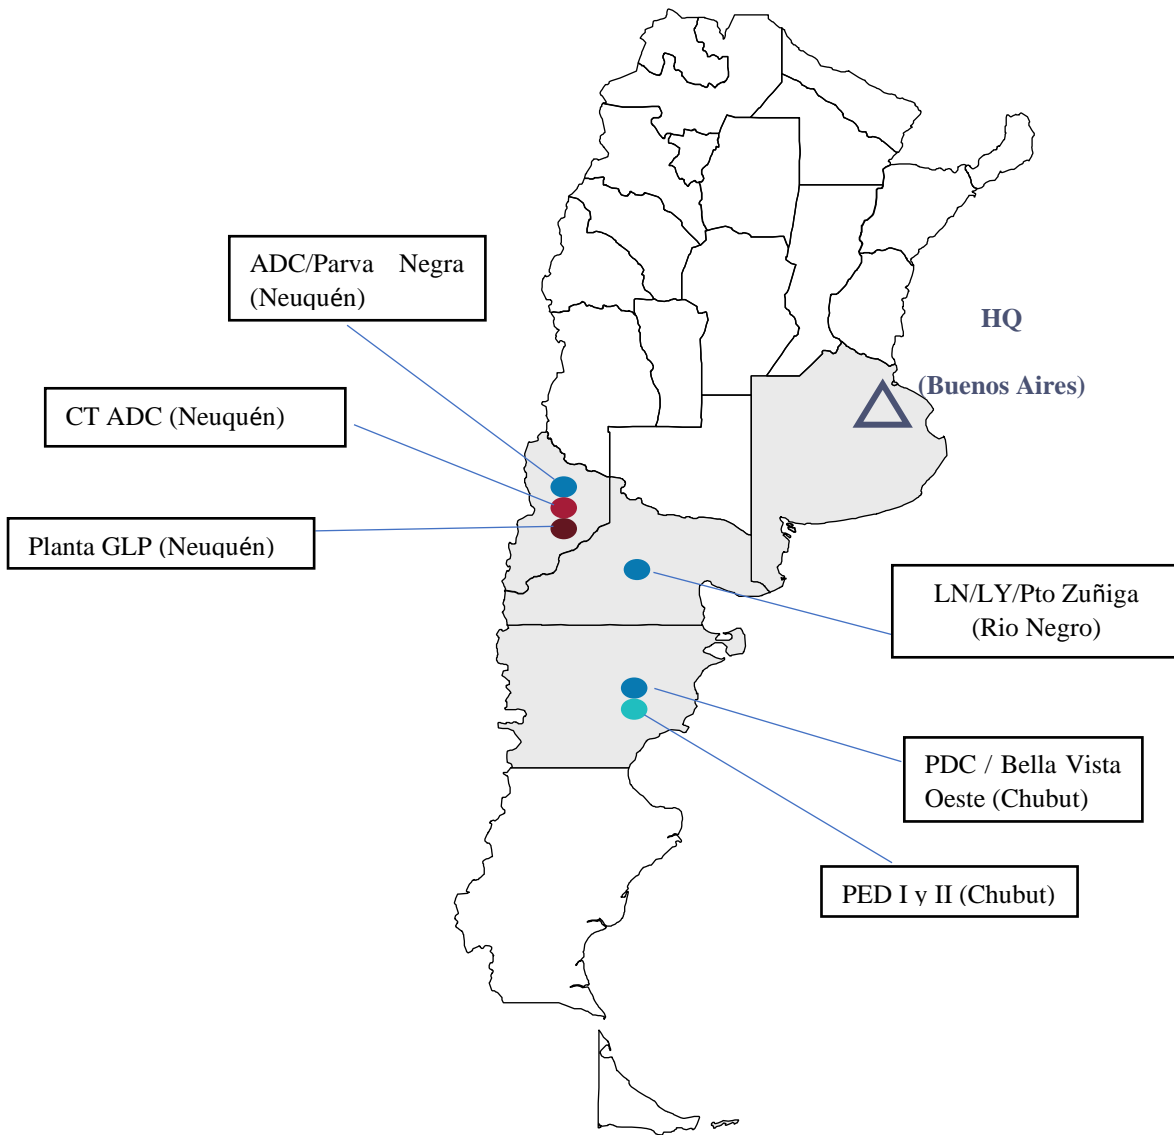 ADC/Parva Negra
(Neuquén)
HQ
(Buenos Aires)
CT ADC (Neuquén)
Planta GLP (Neuquén)
LN/LY/Pto Zuñiga
(Rio Negro)
PDC / Bella Vista
Oeste (Chubut)
PED I y II (Chubut)